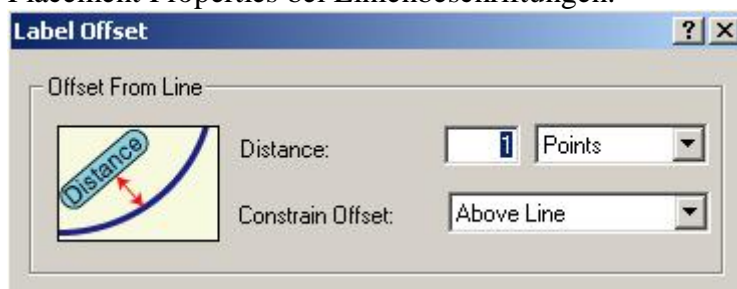 Placement Properties bei Linienbeschriftungen.
Label Offset
Offset From Line
Distance
Distance: 1 Points
Constrain Offset: Above Line